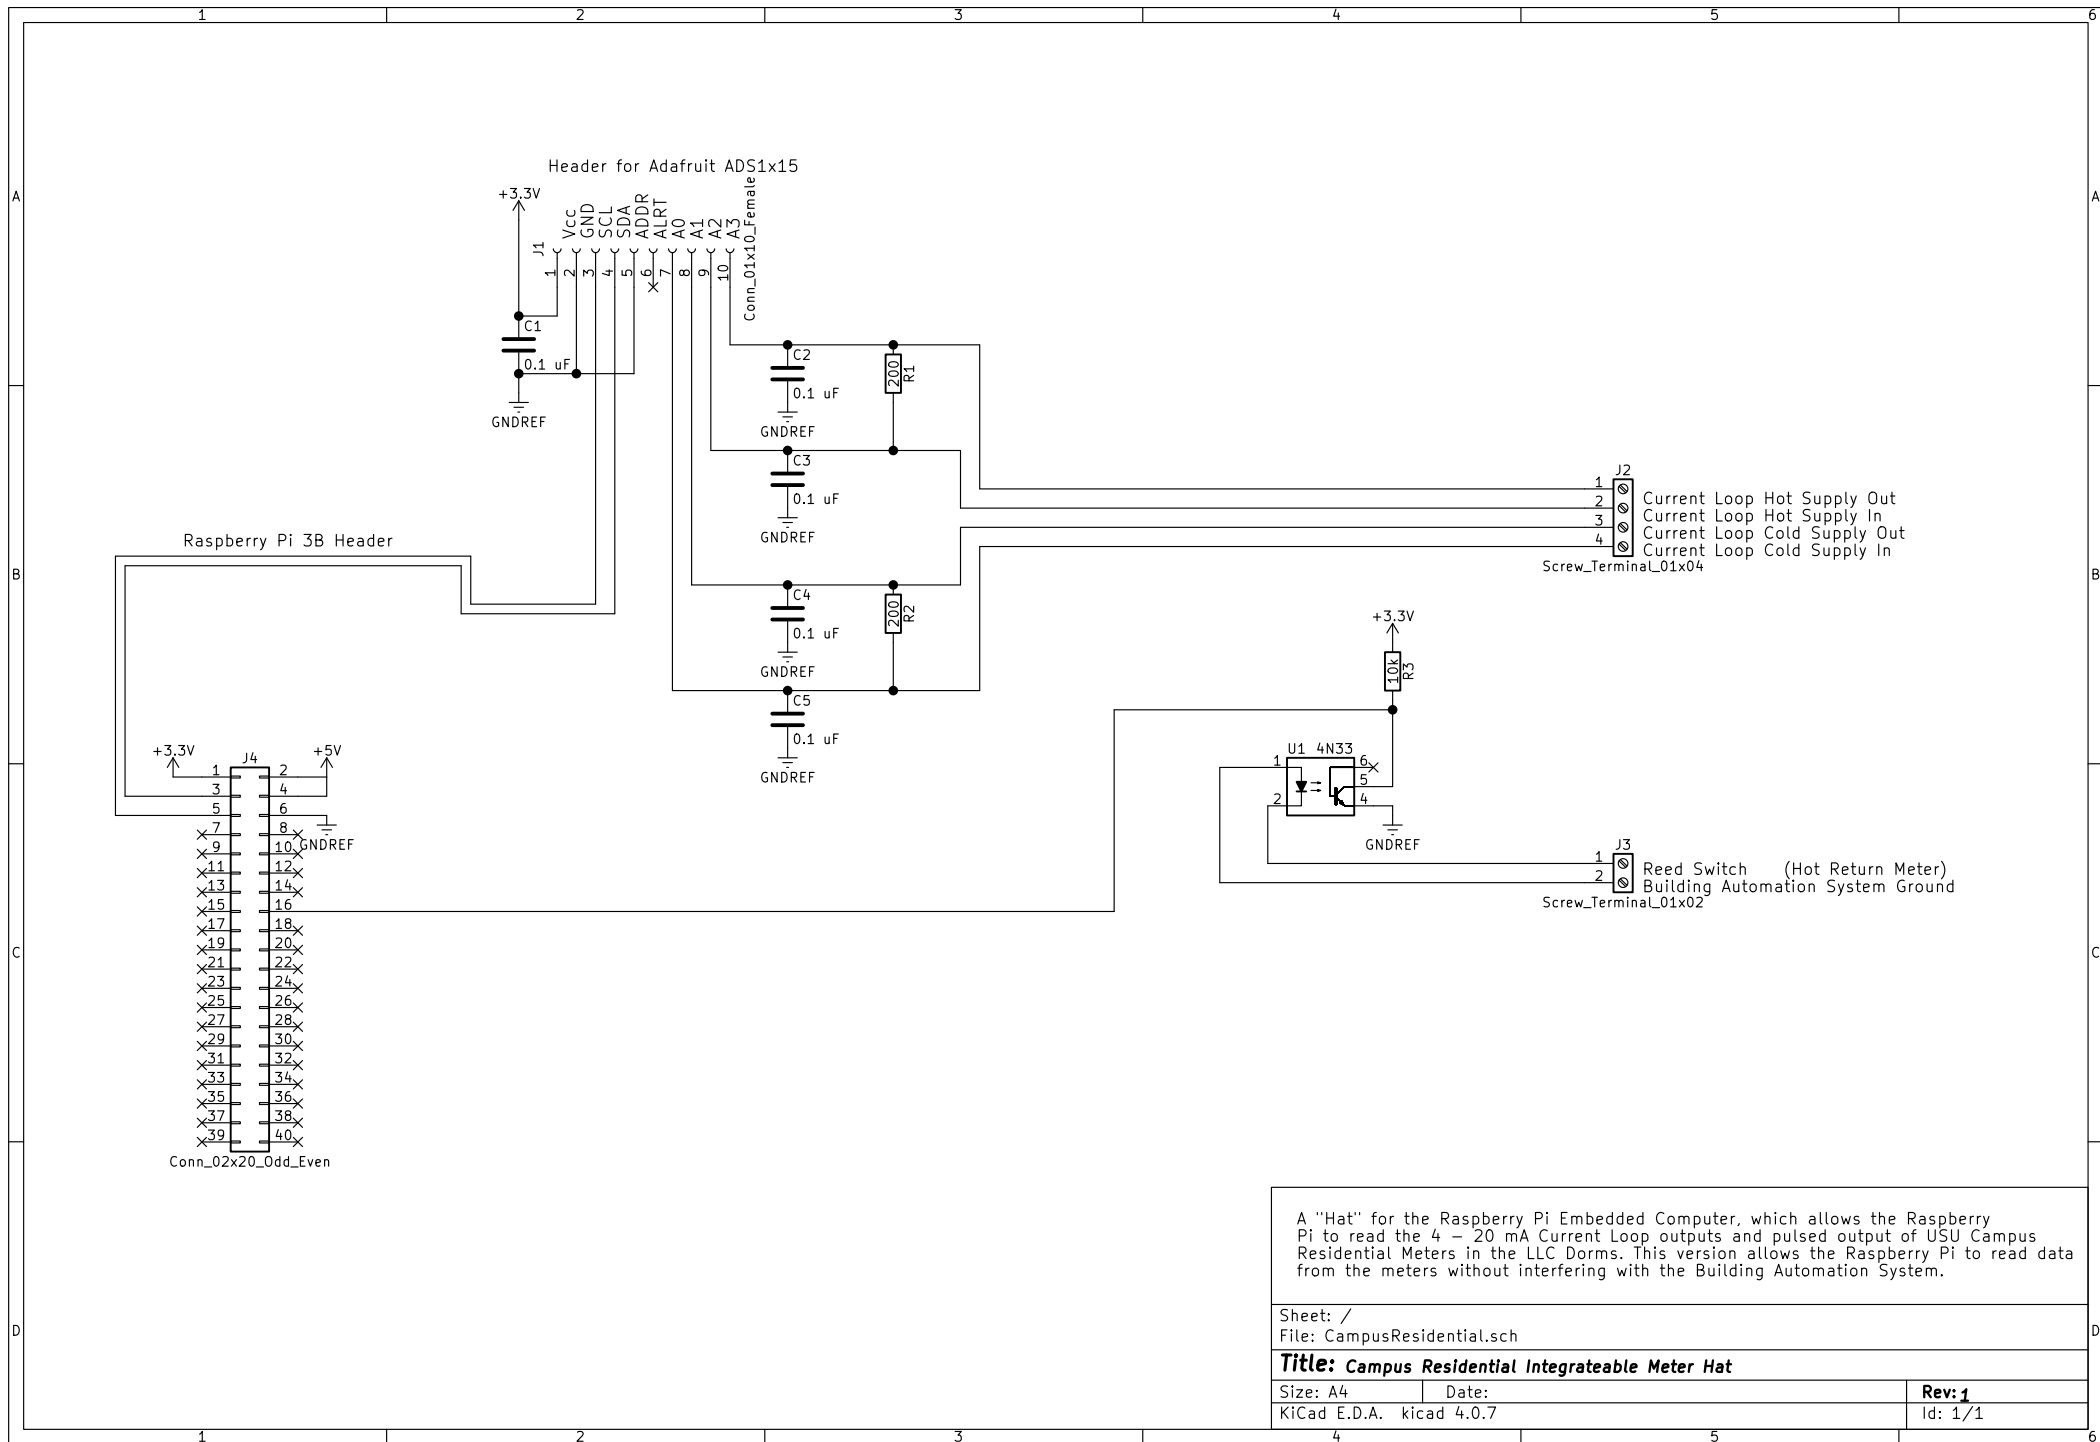 1 2 3 4 5 6
A A
B B
C C
D D
Header for Adafruit ADS1x15
+3.3V
J1
Vcc
GND
SCL
SDA
ADDR
ALRT
A0
A1
A2
A3
Conn_01x10_Female
1 2 3 4 5 6 7 8 9 10
C1
0.1 uF
GNDREF
C2
0.1 uF
GNDREF
200
R1
C3
0.1 uF
GNDREF
C4
0.1 uF
GNDREF
200
R2
C5
0.1 uF
GNDREF
J2
1
2
3
4
Current Loop Hot Supply Out
Current Loop Hot Supply In
Current Loop Cold Supply Out
Current Loop Cold Supply In
Screw_Terminal_01x04
+3.3V
10k
R3
U1 4N33
1
2
6
5
4
GNDREF
J3
1
2
Reed Switch (Hot Return Meter)
Building Automation System Ground
Screw_Terminal_01x02
Raspberry Pi 3B Header
+3.3V
J4
+5V
1 2
3 4
5 6
7 8
GNDREF
9 10
11 12
13 14
15 16
17 18
19 20
21 22
23 24
25 26
27 28
29 30
31 32
33 34
35 36
37 38
39 40
Conn_02x20_Odd_Even
A "Hat" for the Raspberry Pi Embedded Computer, which allows the Raspberry
Pi to read the 4 – 20 mA Current Loop outputs and pulsed output of USU Campus
Residential Meters in the LLC Dorms. This version allows the Raspberry Pi to read data
from the meters without interfering with the Building Automation System.
Sheet: /
File: CampusResidential.sch
Title: Campus Residential Integrateable Meter Hat
Size: A4 Date: Rev: 1
KiCad E.D.A. kicad 4.0.7 Id: 1/1
1 2 3 4 5 6